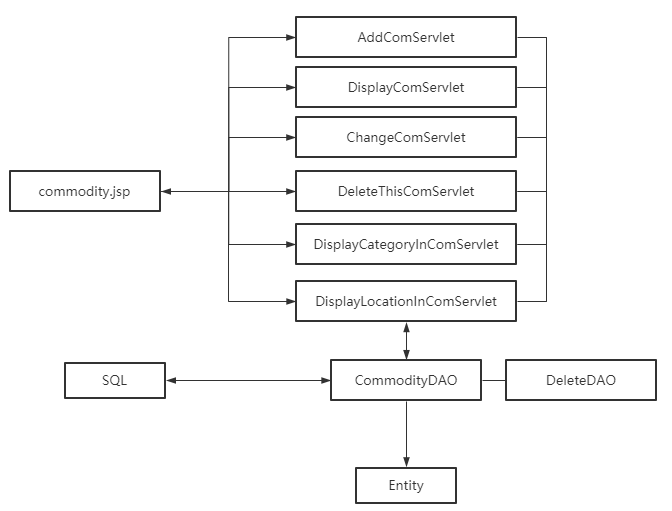 AddComServlet
DisplayComServlet
ChangeComServlet
commodity.jsp
DeleteThisComServlet
DisplayCategoryInComServlet
DisplayLocationInComServlet
SQL
CommodityDAO
DeleteDAO
Entity